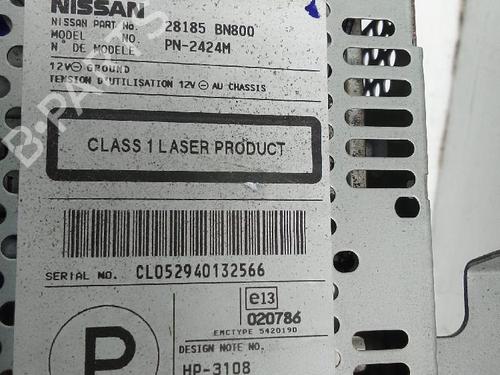 NISSAN
NISSAN PART No. 28185 BN800
MODEL No. PN-2424M
N° DE MODELE
12V⊖ GROUND
TENSION D'UTILISATION 12V ⊖ AU CHASSIS
CLASS 1 LASER PRODUCT
SERIAL NO. CL052940132566
e13
020786
EMCTYPE 542019D
DESIGN NOTE NO.
P
HP-3108
B-PARTS